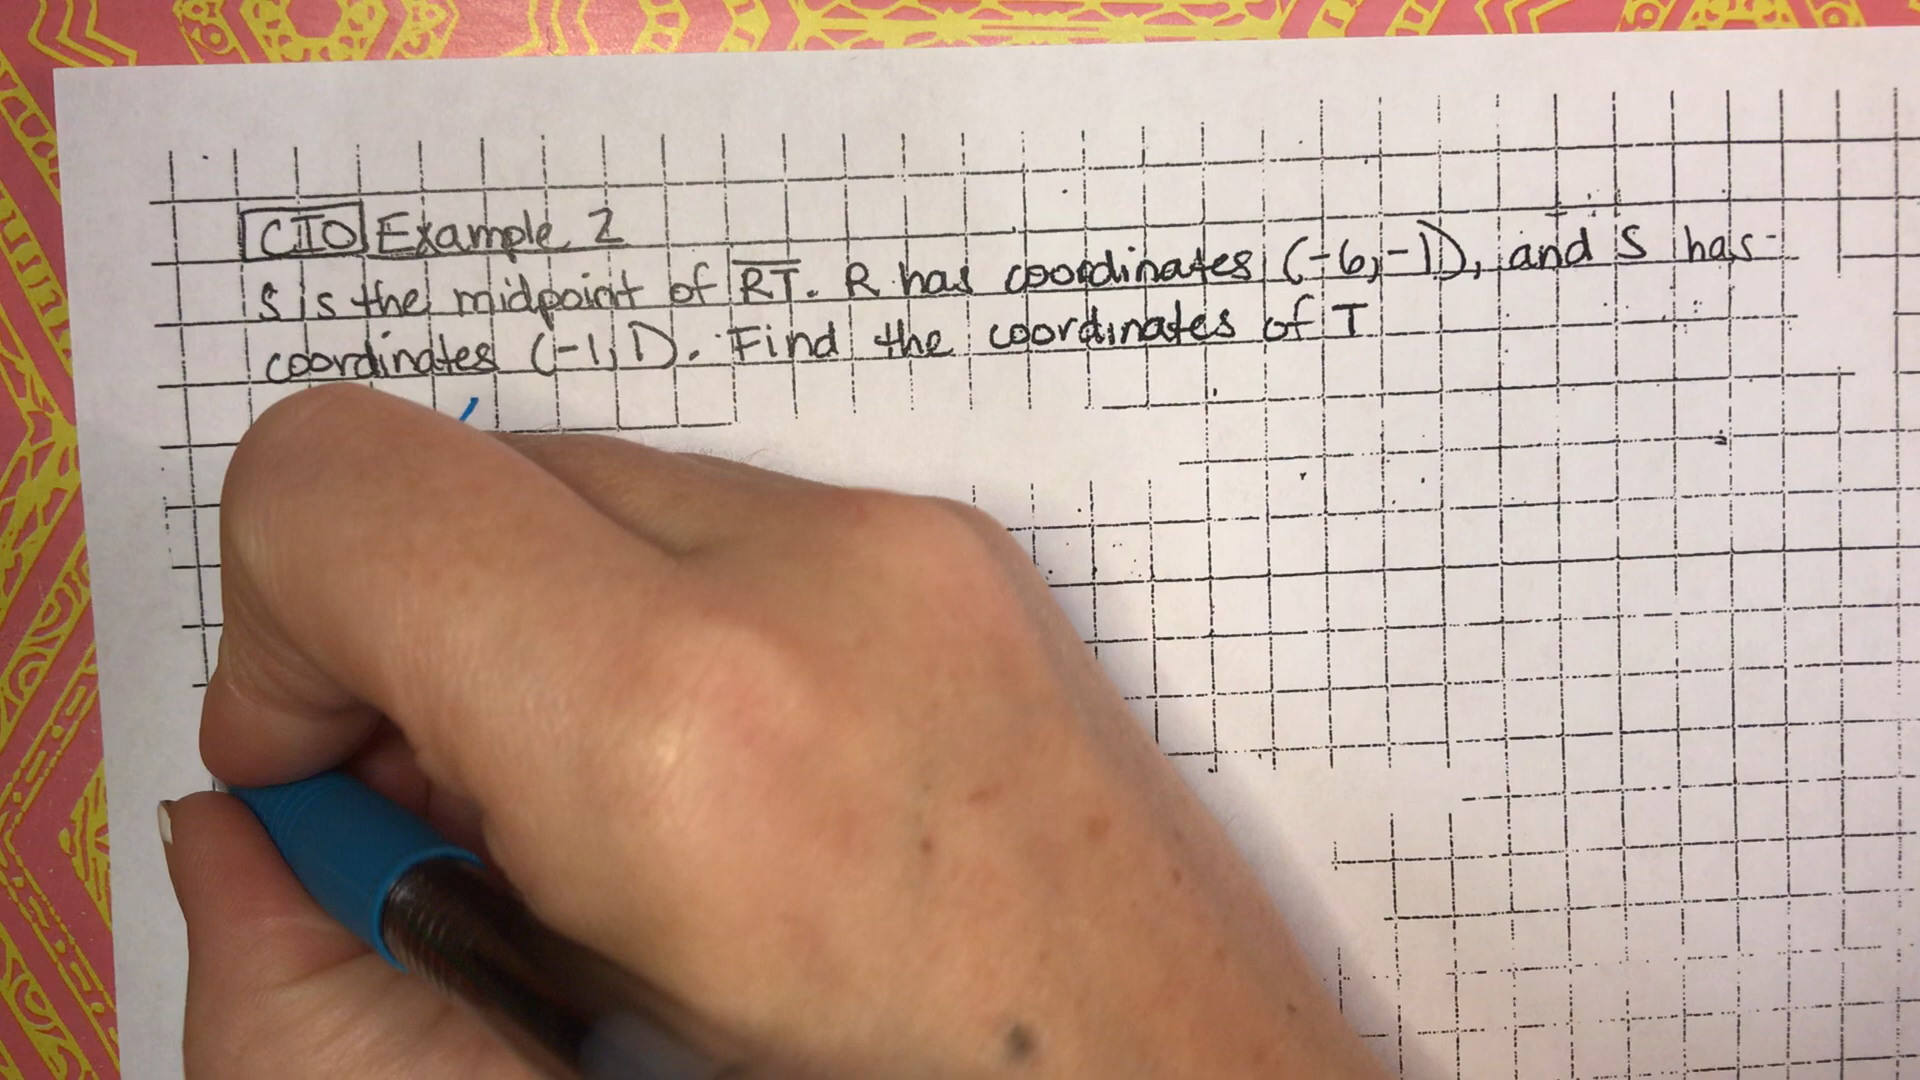 CIO Example 2
S is the midpoint of RT. R has coordinates (-6,-1), and S has
coordinates (-1,1). Find the coordinates of T